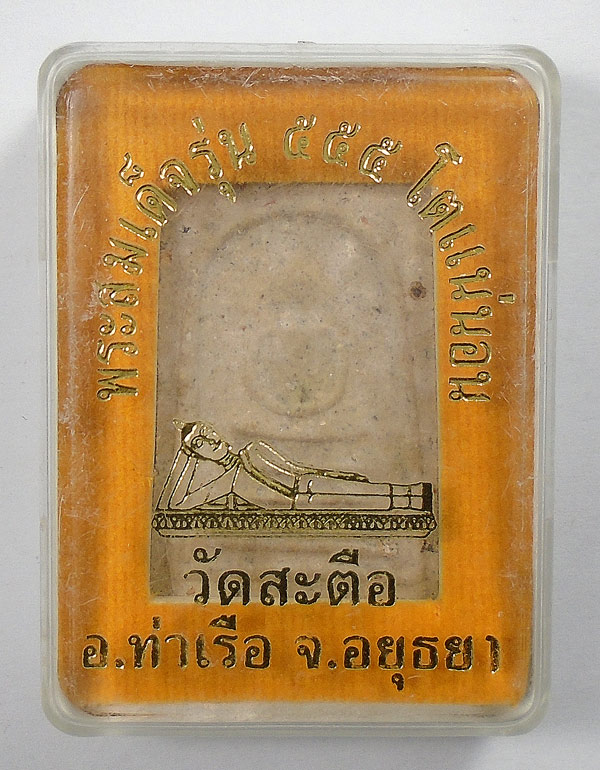 พระสมเด็จรุ่น ๕๕๕ โตแน่นอน
วัดสะตือ
อ.ท่าเรือ จ.อยุธยา